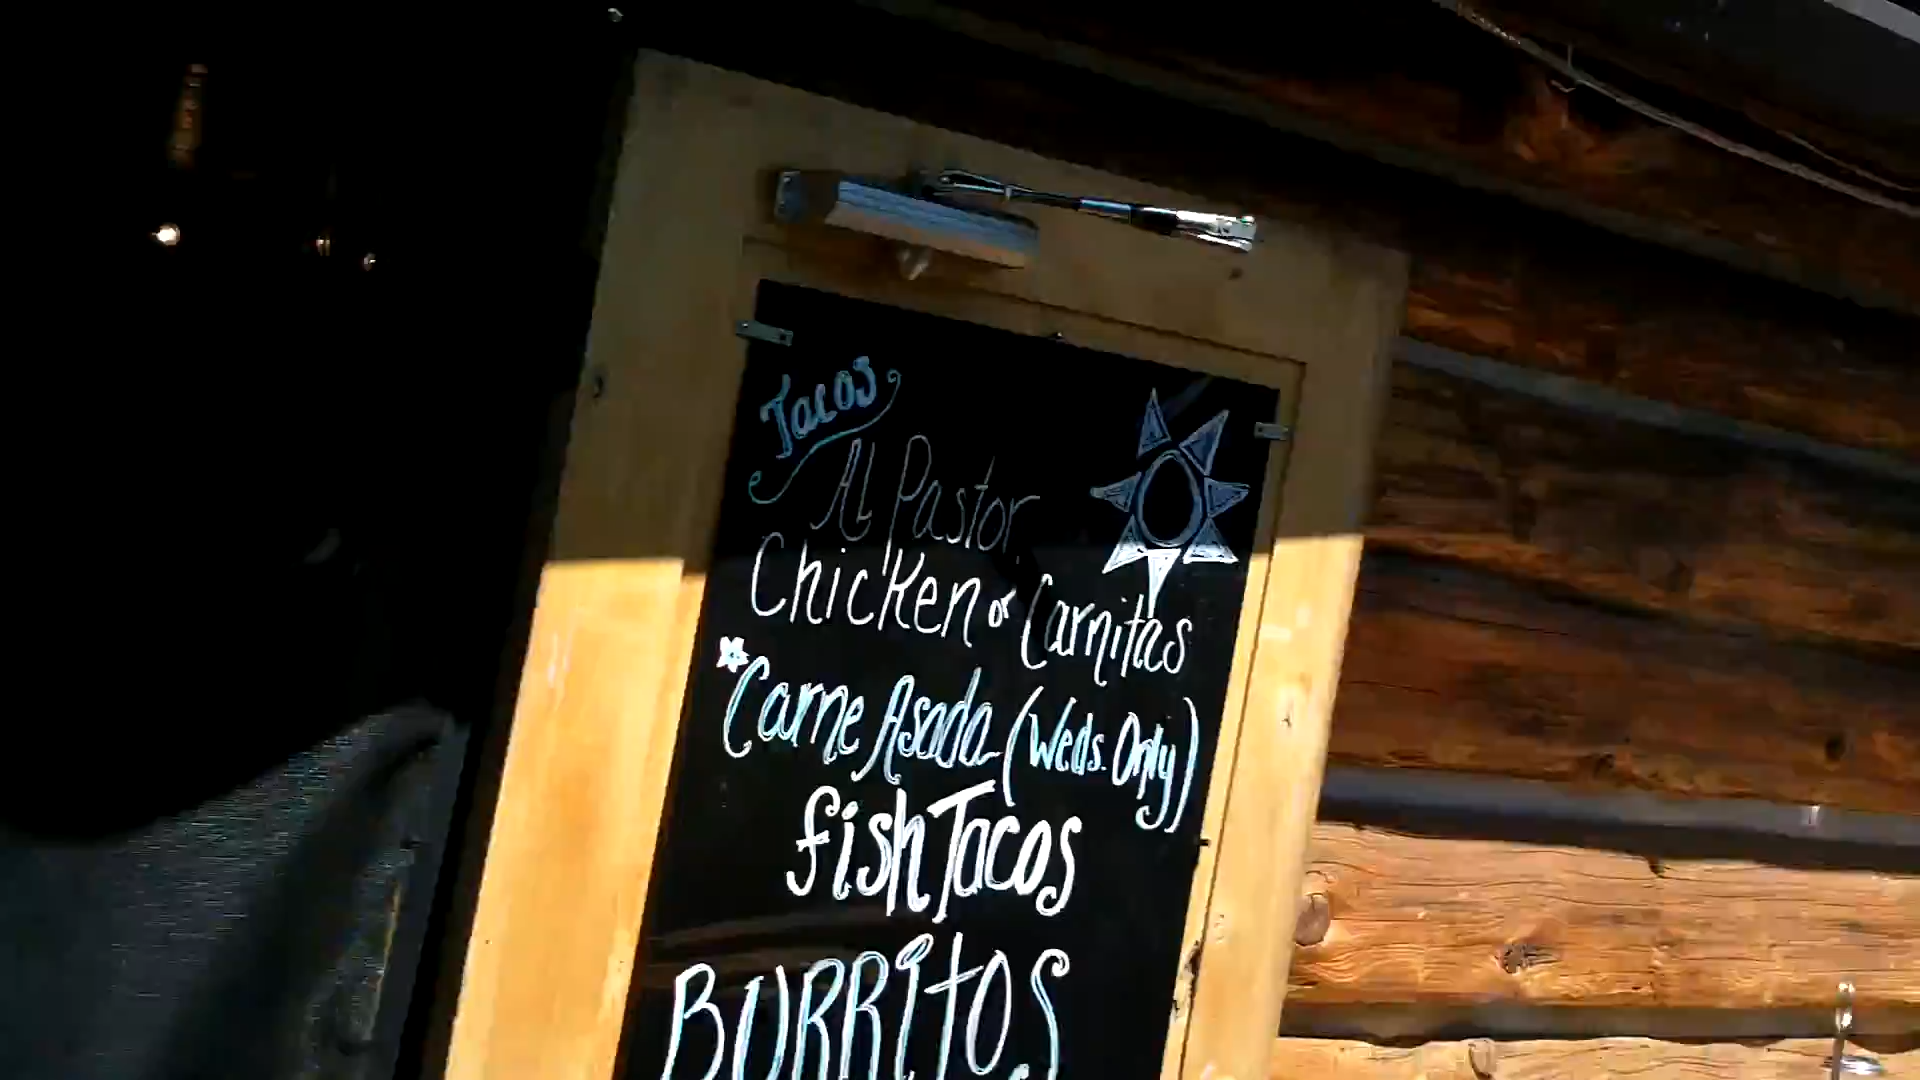 Tacos
Al Pastor
Chicken or Carnitas
*Carne Asada (Weds. Only)
fish Tacos
BURRitOS